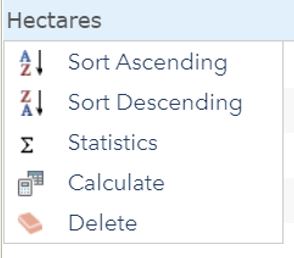 Hectares
Sort Ascending
Sort Descending
Statistics
Calculate
Delete